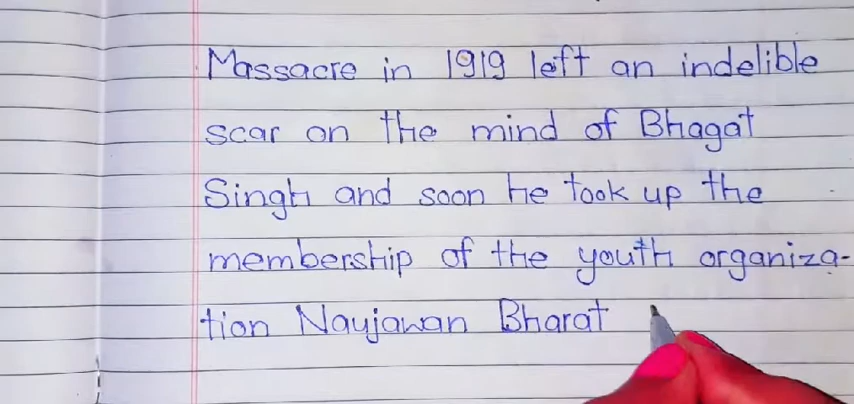 Massacre in 1919 left an indelible
scar on the mind of Bhagat
Singh and soon he took up the
membership of the youth organiza-
tion Naujawan Bharat